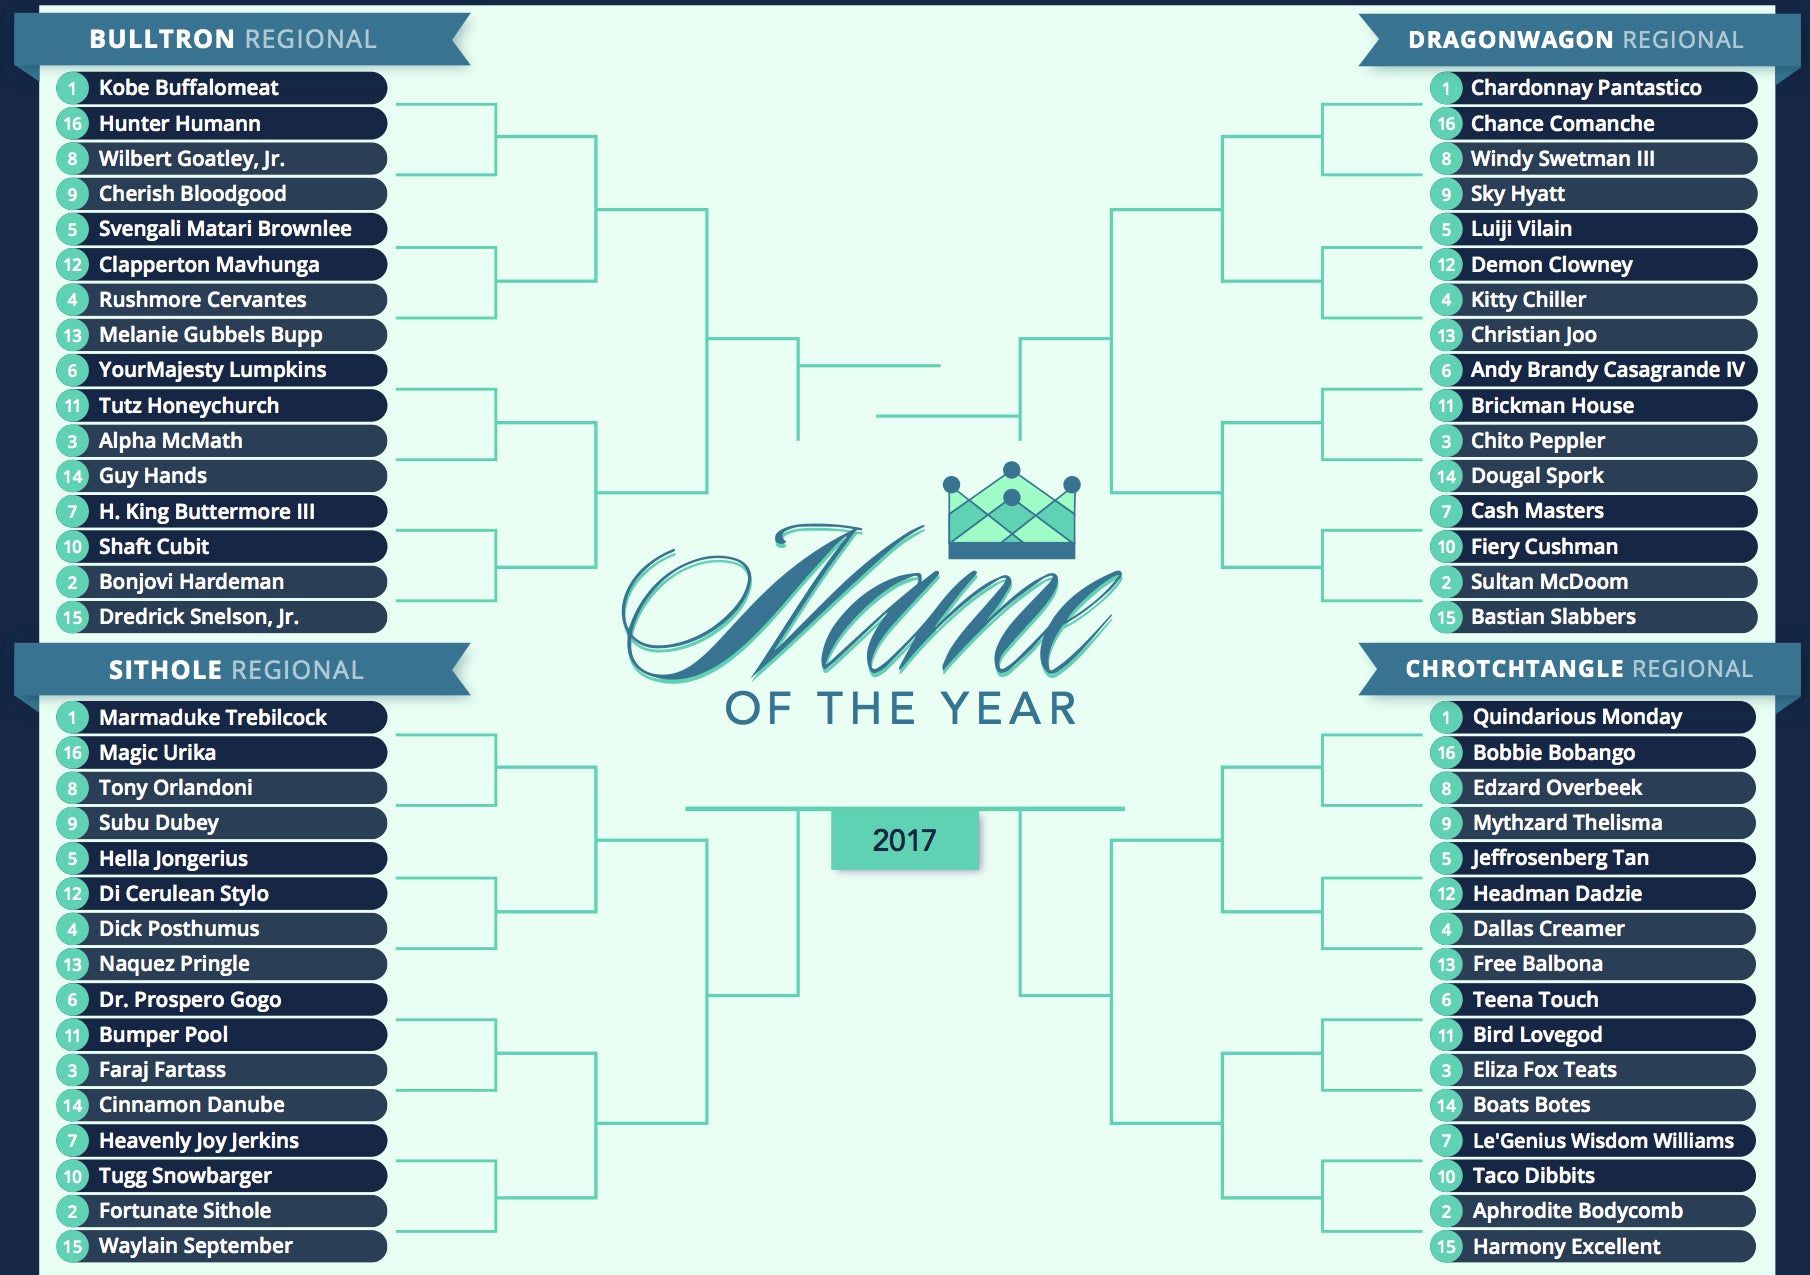 BULLTRON REGIONAL
1 Kobe Buffalomeat
16 Hunter Humann
8 Wilbert Goatley, Jr.
9 Cherish Bloodgood
5 Svengali Matari Brownlee
12 Clapperton Mavhunga
4 Rushmore Cervantes
13 Melanie Gubbels Bupp
6 YourMajesty Lumpkins
11 Tutz Honeychurch
3 Alpha McMath
14 Guy Hands
7 H. King Buttermore III
10 Shaft Cubit
2 Bonjovi Hardeman
15 Dredrick Snelson, Jr.
SITHOLE REGIONAL
1 Marmaduke Trebilcock
16 Magic Urika
8 Tony Orlandoni
9 Subu Dubey
5 Hella Jongerius
12 Di Cerulean Stylo
4 Dick Posthumus
13 Naquez Pringle
6 Dr. Prospero Gogo
11 Bumper Pool
3 Faraj Fartass
14 Cinnamon Danube
7 Heavenly Joy Jerkins
10 Tugg Snowbarger
2 Fortunate Sithole
15 Waylain September
Name
OF THE YEAR
2017
DRAGONWAGON REGIONAL
1 Chardonnay Pantastico
16 Chance Comanche
8 Windy Swetman III
9 Sky Hyatt
5 Luiji Vilain
12 Demon Clowney
4 Kitty Chiller
13 Christian Joo
6 Andy Brandy Casagrande IV
11 Brickman House
3 Chito Peppler
14 Dougal Spork
7 Cash Masters
10 Fiery Cushman
2 Sultan McDoom
15 Bastian Slabbers
CHROTCHTANGLE REGIONAL
1 Quindarious Monday
16 Bobbie Bobango
8 Edzard Overbeek
9 Mythzard Thelisma
5 Jeffrosenberg Tan
12 Headman Dadzie
4 Dallas Creamer
13 Free Balbona
6 Teena Touch
11 Bird Lovegod
3 Eliza Fox Teats
14 Boats Botes
7 Le'Genius Wisdom Williams
10 Taco Dibbits
2 Aphrodite Bodycomb
15 Harmony Excellent